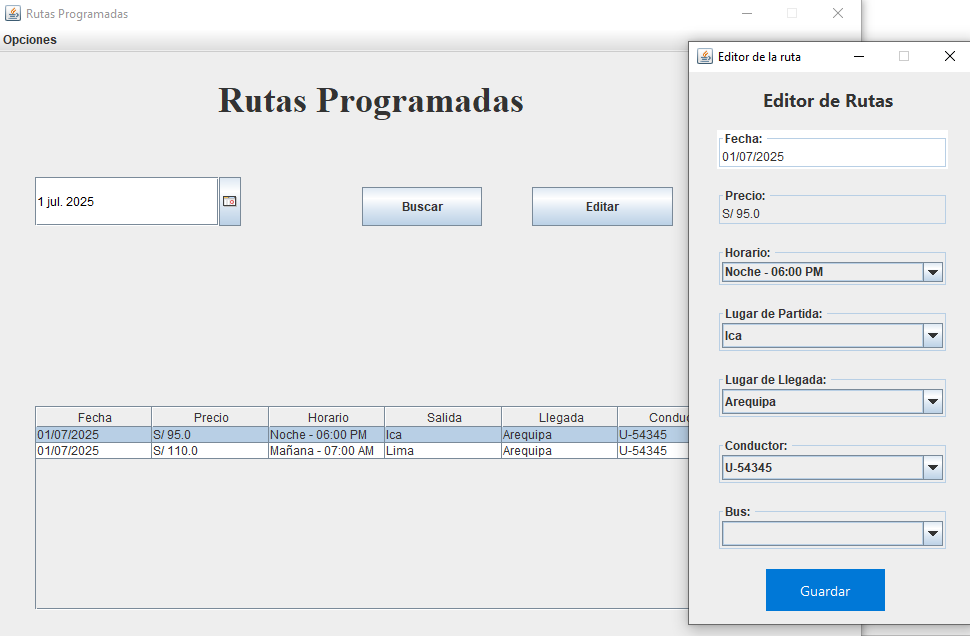 Rutas Programadas
Opciones
Rutas Programadas
1 jul. 2025
Buscar
Editar
Fecha Precio Horario Salida Llegada Conduc
01/07/2025 S/ 95.0 Noche - 06:00 PM Ica Arequipa U-54345
01/07/2025 S/ 110.0 Mañana - 07:00 AM Lima Arequipa U-54345
Editor de la ruta
Editor de Rutas
Fecha:
01/07/2025
Precio:
S/ 95.0
Horario:
Noche - 06:00 PM
Lugar de Partida:
Ica
Lugar de Llegada:
Arequipa
Conductor:
U-54345
Bus:
Guardar